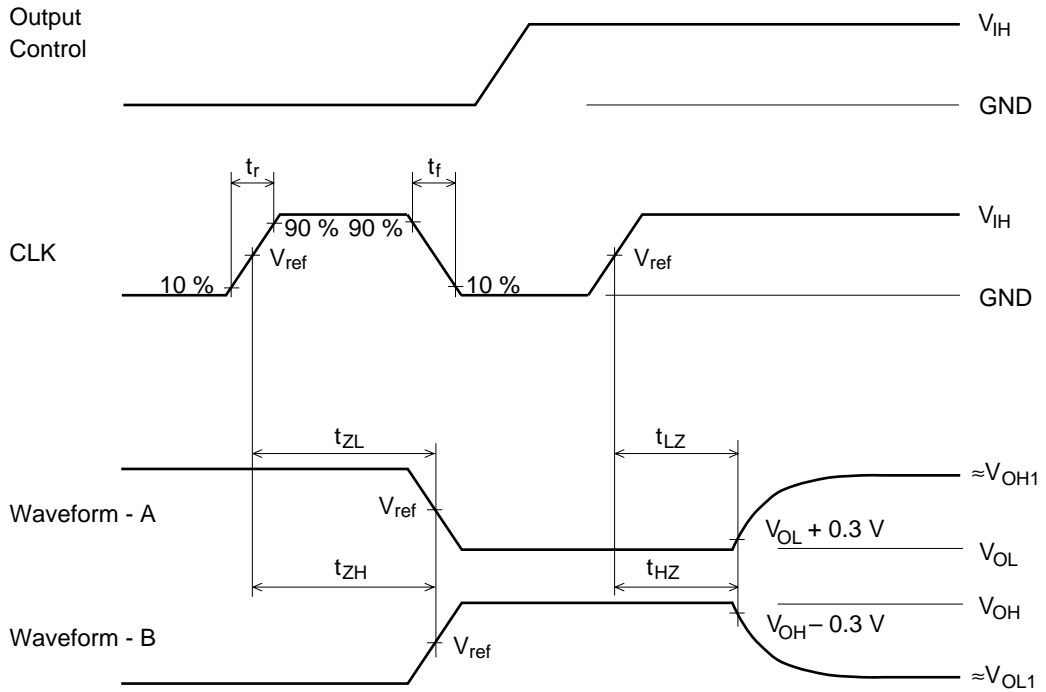 Output
Control
V_IH
GND
t_r
t_f
CLK
90 % 90 %
V_IH
V_ref
V_ref
10 %
10 %
GND
t_ZL
t_LZ
≈V_OH1
Waveform - A
V_ref
V_OL + 0.3 V
V_OL
t_ZH
t_HZ
V_OH
V_OH – 0.3 V
Waveform - B
V_ref
≈V_OL1